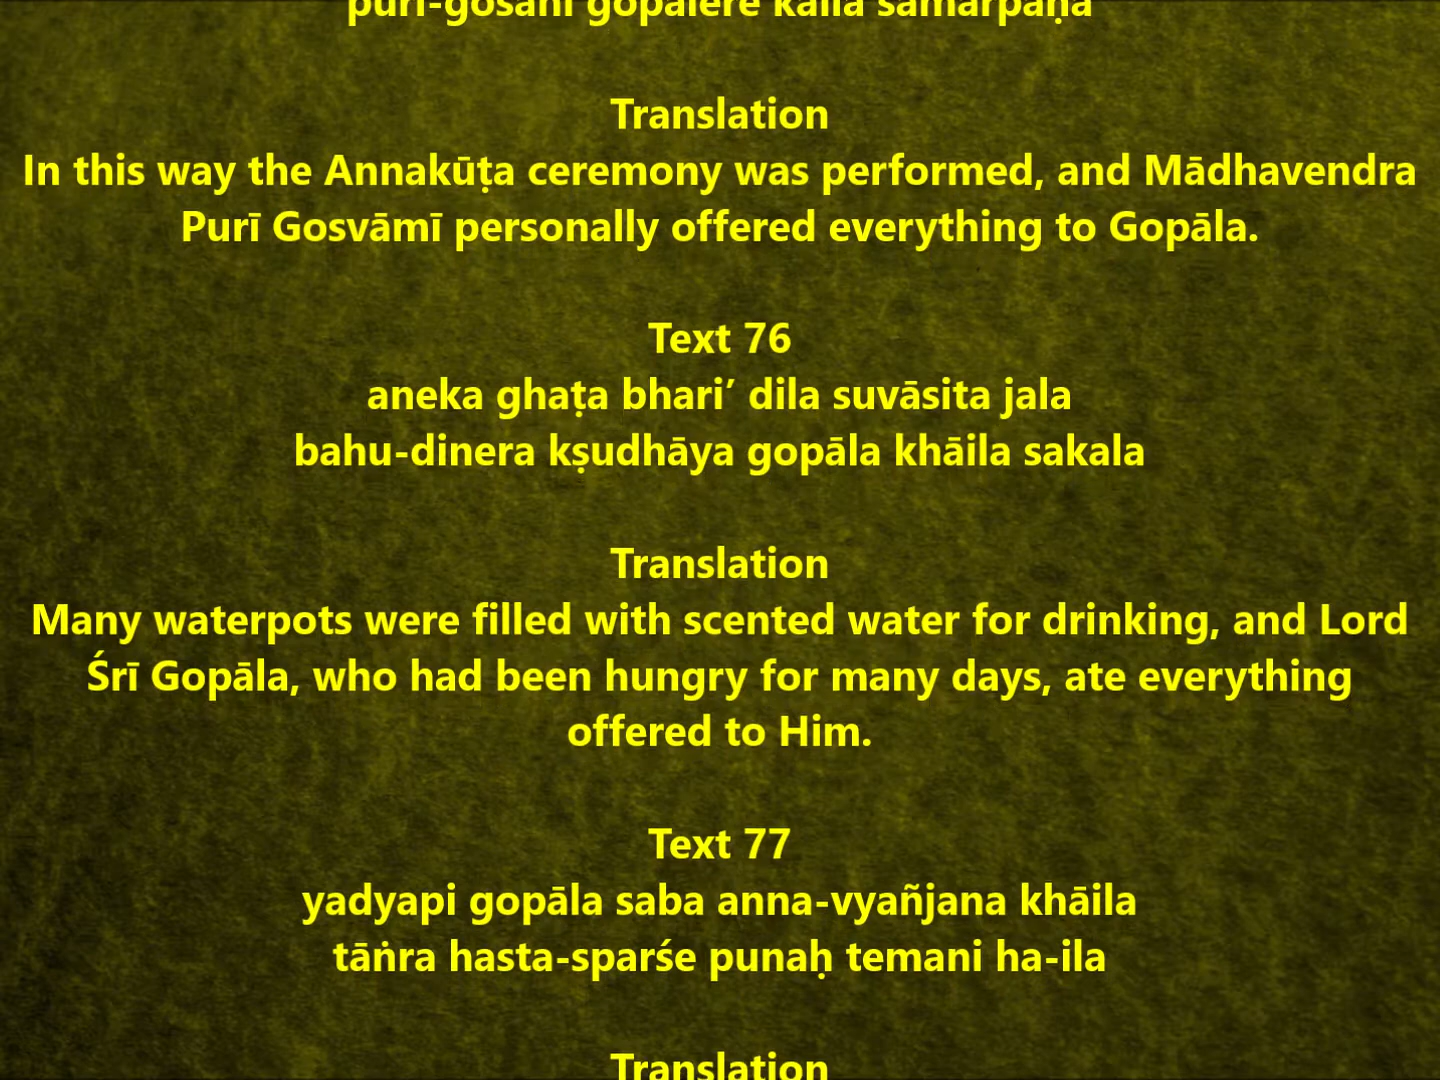 purī-gosāñi gopālere kailā samarpaṇa
Translation
In this way the Annakūṭa ceremony was performed, and Mādhavendra
Purī Gosvāmī personally offered everything to Gopāla.
Text 76
aneka ghaṭa bhari’ dila suvāsita jala
bahu-dinera kṣudhāya gopāla khāila sakala
Translation
Many waterpots were filled with scented water for drinking, and Lord
Śrī Gopāla, who had been hungry for many days, ate everything
offered to Him.
Text 77
yadyapi gopāla saba anna-vyañjana khāila
tāṅra hasta-sparśe punaḥ temani ha-ila
Translation